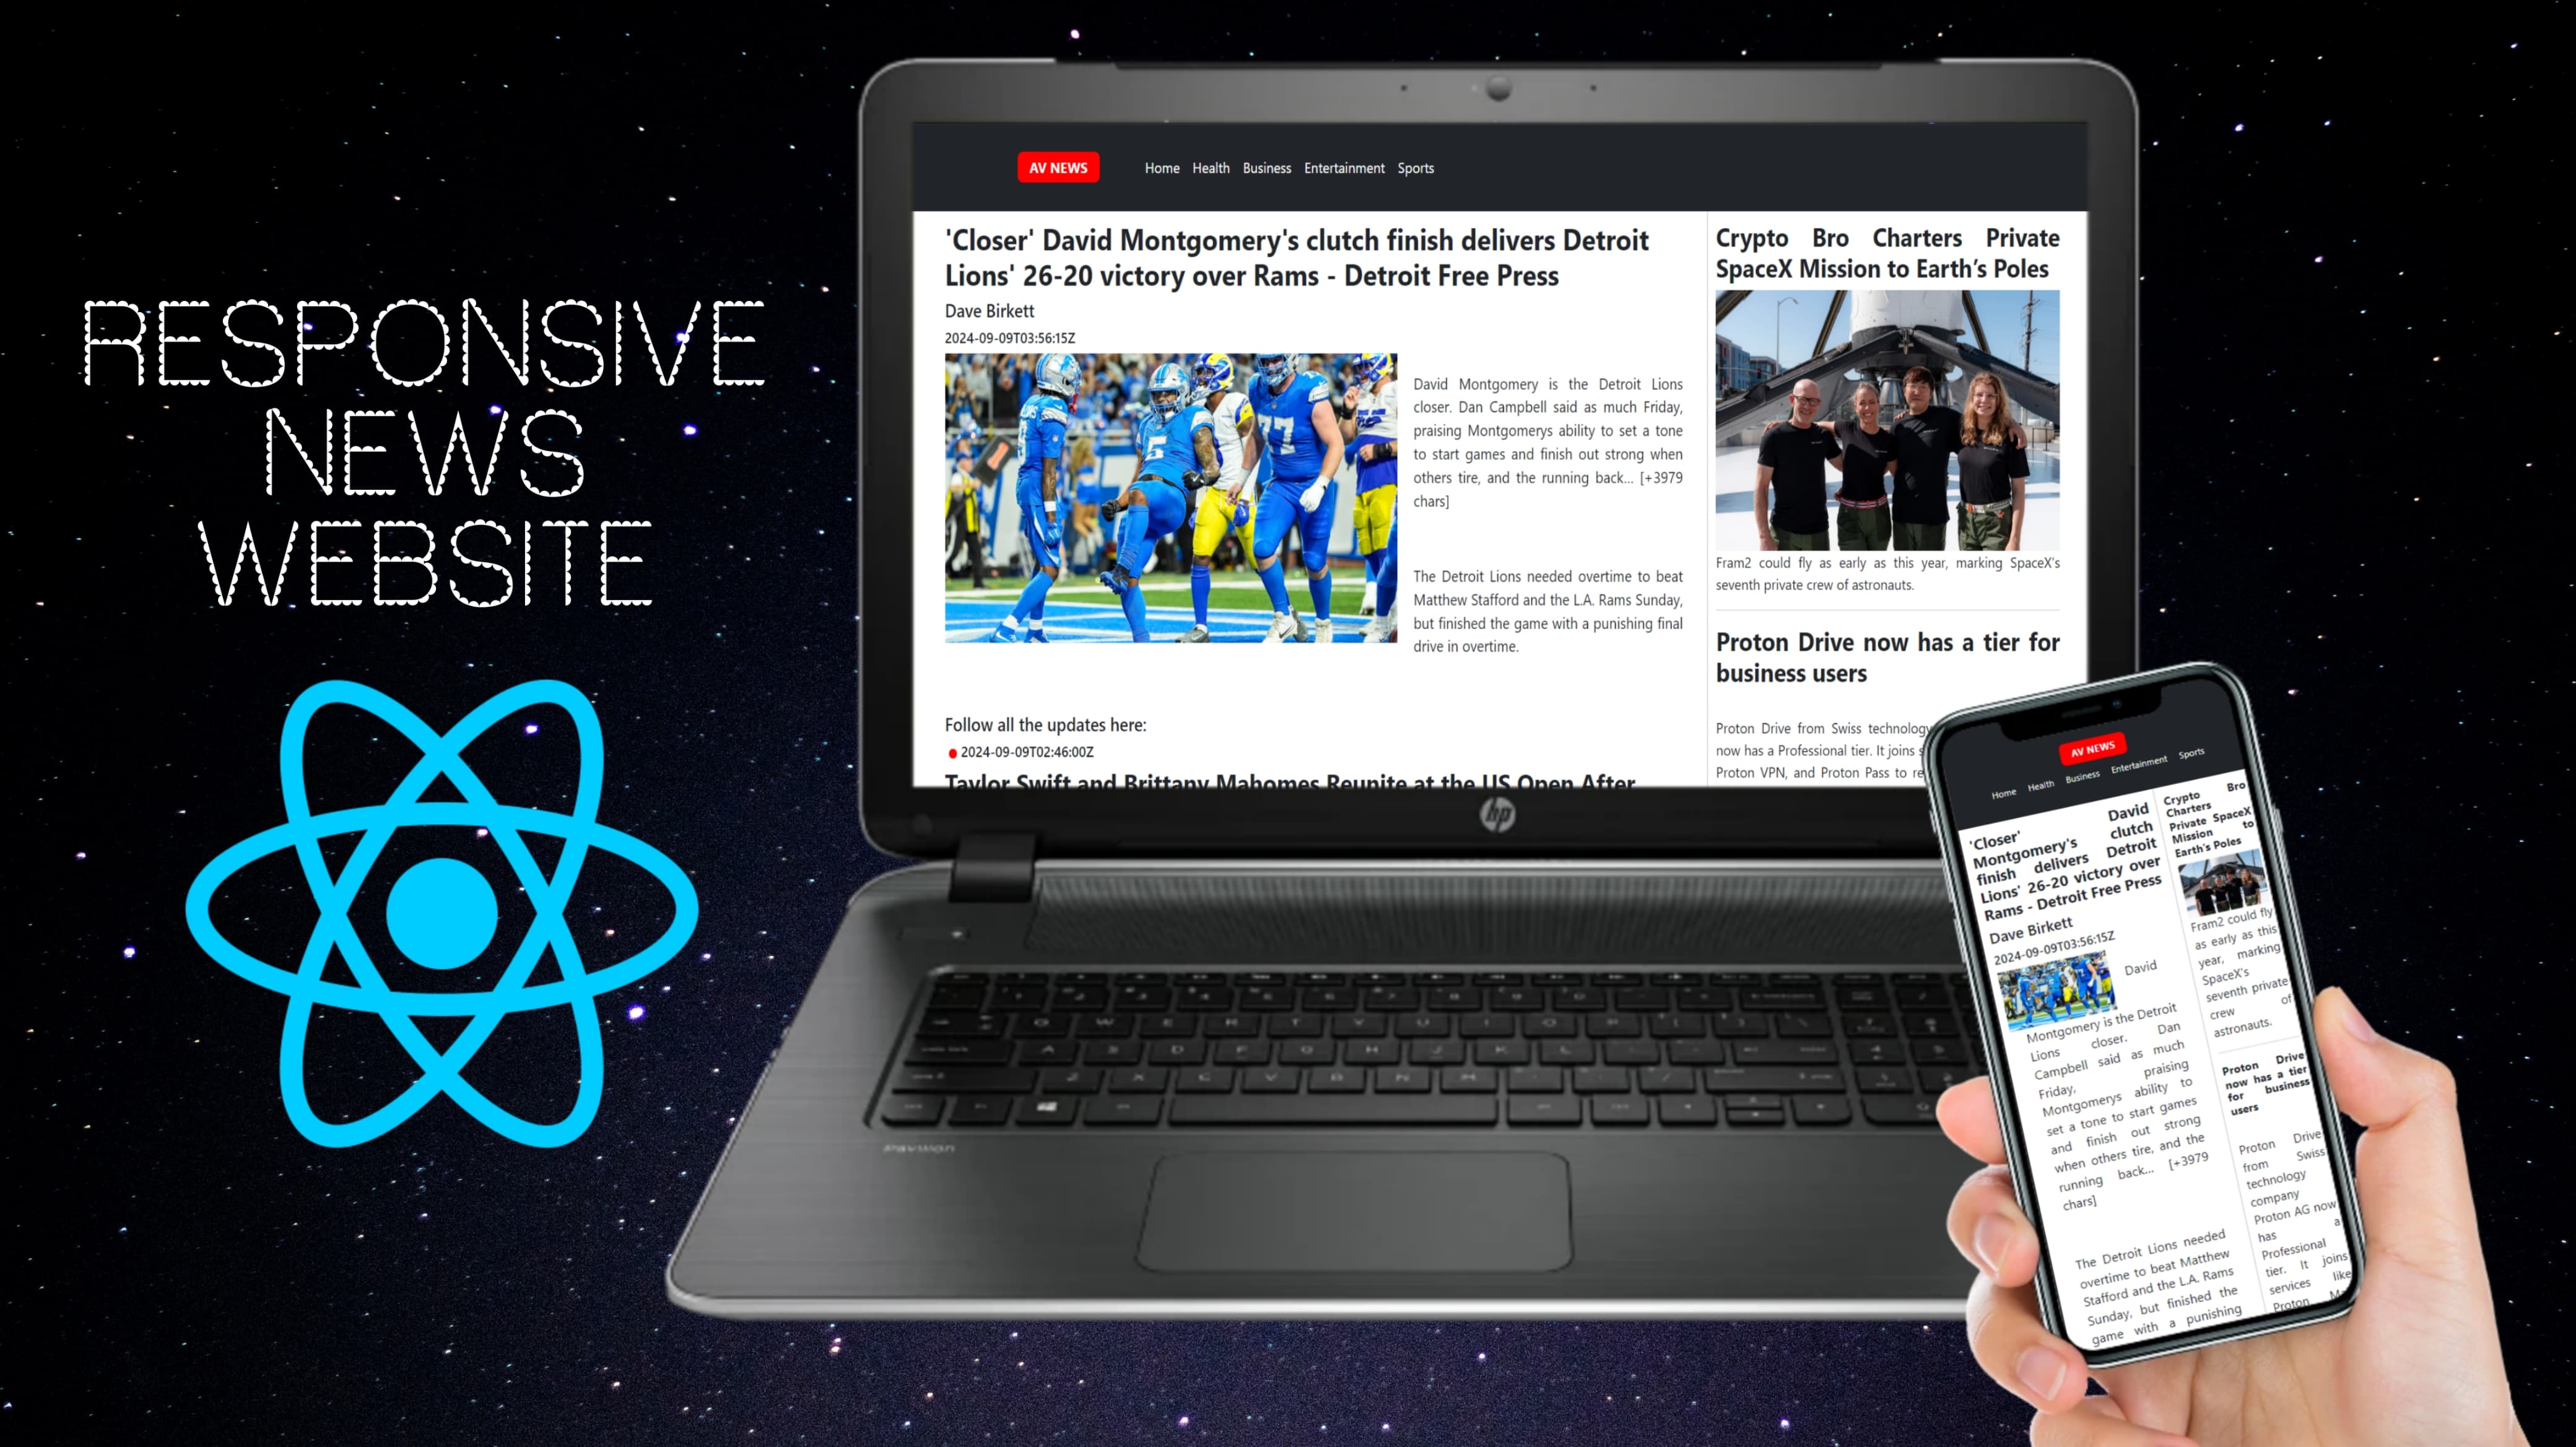 RESPONSIVE
NEWS
WEBSITE
AV NEWS
Home Health Business Entertainment Sports
'Closer' David Montgomery's clutch finish delivers Detroit
Lions' 26-20 victory over Rams - Detroit Free Press
Dave Birkett
2024-09-09T03:56:15Z
David Montgomery is the Detroit Lions
closer. Dan Campbell said as much Friday,
praising Montgomerys ability to set a tone
to start games and finish out strong when
others tire, and the running back... [+3979
chars]
The Detroit Lions needed overtime to beat
Matthew Stafford and the L.A. Rams Sunday,
but finished the game with a punishing final
drive in overtime.
Follow all the updates here:
2024-09-09T02:46:00Z
Taylor Swift and Brittany Mahomes Reunite at the US Open After
Crypto Bro Charters Private
SpaceX Mission to Earth's Poles
Fram2 could fly as early as this year, marking SpaceX's
seventh private crew of astronauts.
Proton Drive now has a tier for
business users
Proton Drive from Swiss technology
now has a Professional tier. It joins s
Proton VPN, and Proton Pass to re
hp
Pavilion
AV NEWS
Home Health Business Entertainment Sports
'Closer' David
Montgomery's clutch
finish delivers Detroit
Lions' 26-20 victory over
Rams - Detroit Free Press
Dave Birkett
2024-09-09T03:56:15Z
David
Montgomery is the Detroit
Lions closer. Dan
Campbell said as much
Friday, praising
Montgomerys ability to
set a tone to start games
and finish out strong
when others tire, and the
running back... [+3979
chars]
The Detroit Lions needed
overtime to beat Matthew
Stafford and the L.A. Rams
Sunday, but finished the
game with a punishing
Crypto Bro
Charters
Private SpaceX
Mission to
Earth's Poles
Fram2 could fly
as early as this
year, marking
SpaceX's
seventh private
crew of
astronauts.
Proton Drive
now has a tier
for business
users
Proton Drive
from Swiss
technology
company
Proton AG now
has a
Professional
tier. It joins
services like
Proton Ma